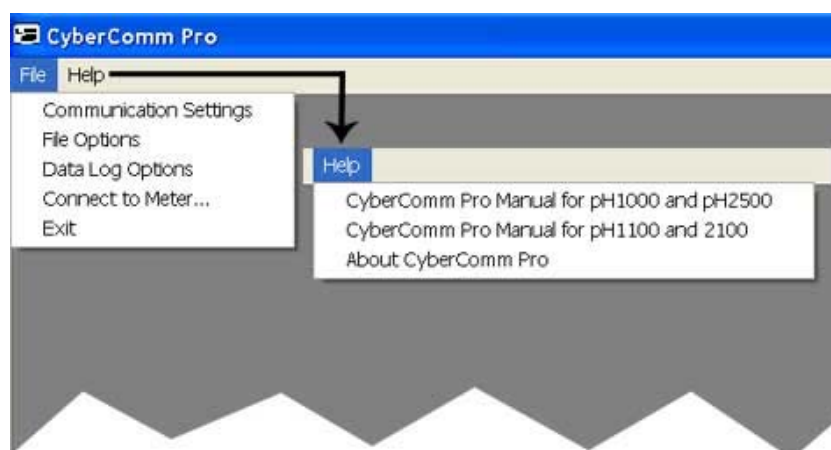 CyberComm Pro
File Help
Communication Settings
File Options
Data Log Options
Connect to Meter...
Exit
Help
CyberComm Pro Manual for pH1000 and pH2500
CyberComm Pro Manual for pH1100 and 2100
About CyberComm Pro